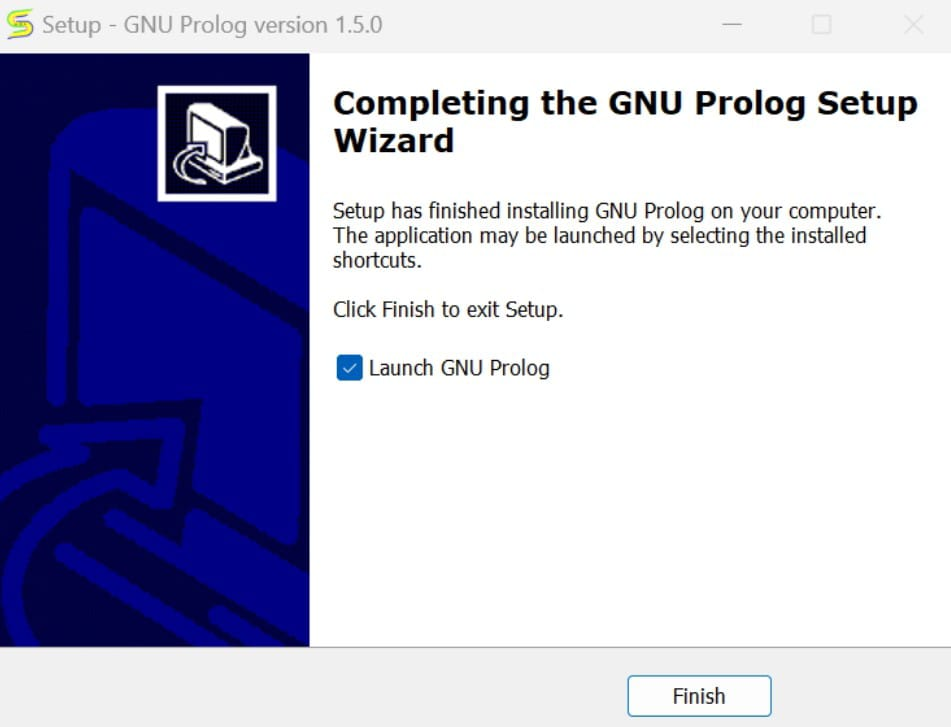 Setup - GNU Prolog version 1.5.0
Completing the GNU Prolog Setup
Wizard
Setup has finished installing GNU Prolog on your computer.
The application may be launched by selecting the installed
shortcuts.
Click Finish to exit Setup.
Launch GNU Prolog
Finish